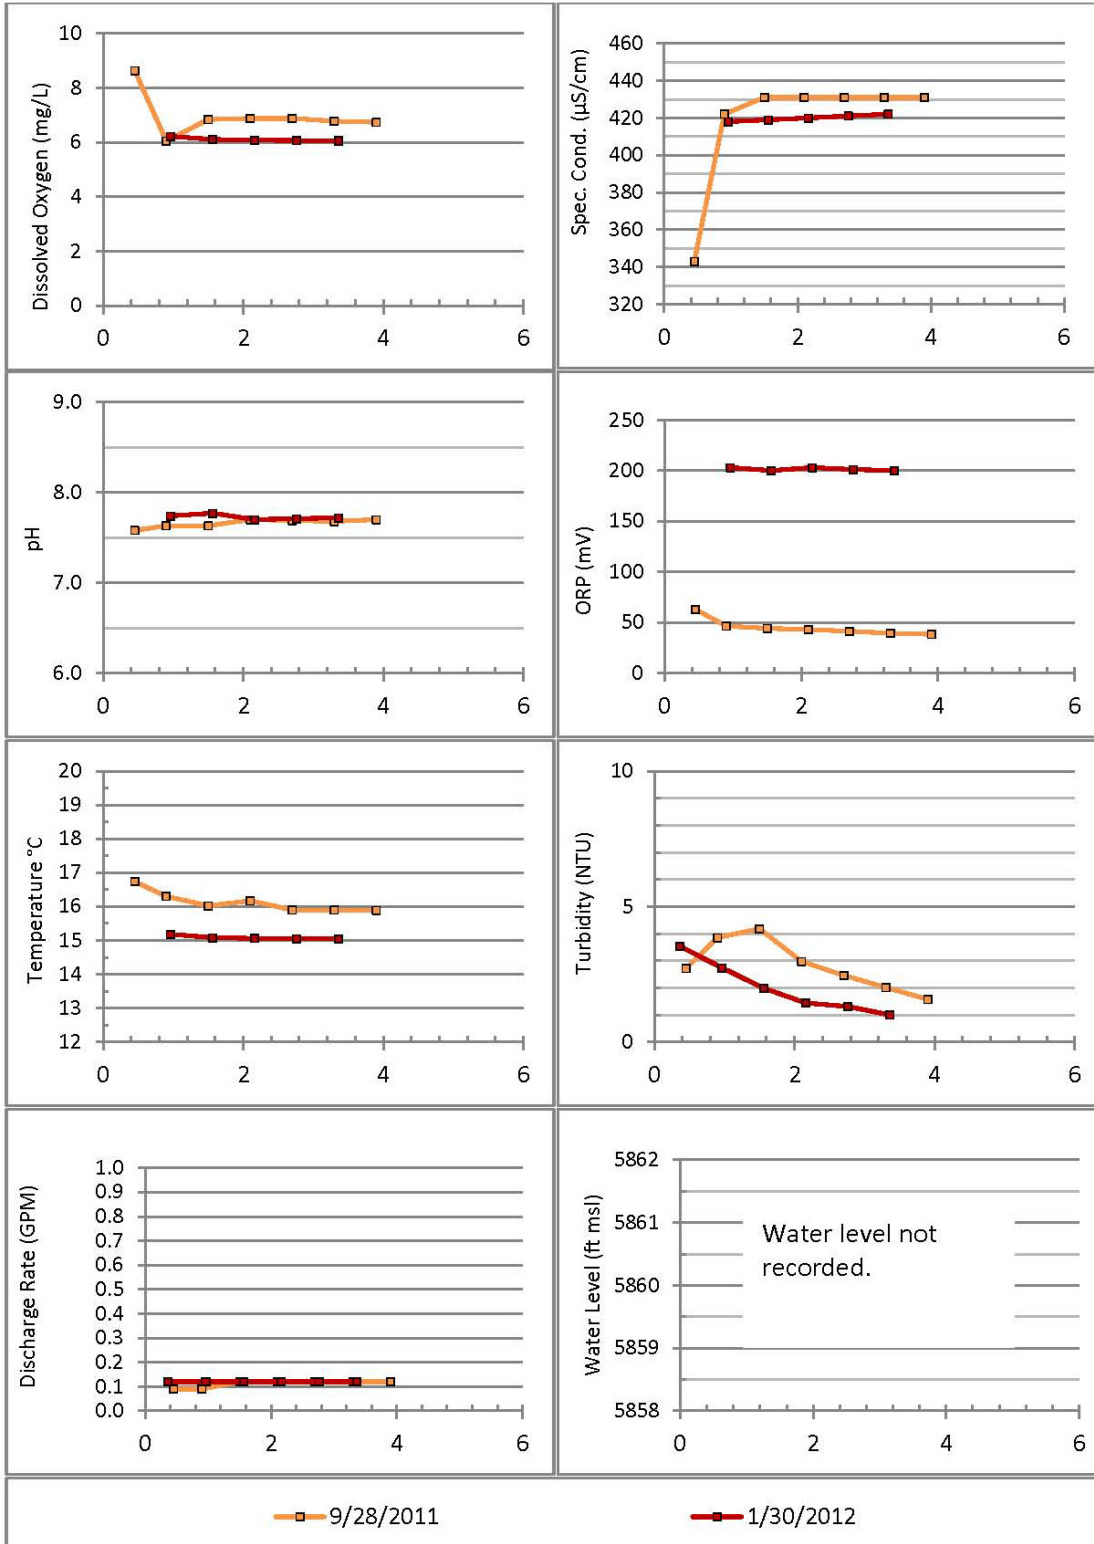 Dissolved Oxygen (mg/L)
10
8
6
4
2
0
0 2 4 6
Spec. Cond. (µS/cm)
460
440
420
400
380
360
340
320
0 2 4 6
pH
9.0
8.0
7.0
6.0
0 2 4 6
ORP (mV)
250
200
150
100
50
0
0 2 4 6
Temperature °C
20
19
18
17
16
15
14
13
12
0 2 4 6
Turbidity (NTU)
10
5
0
0 2 4 6
Discharge Rate (GPM)
1.0
0.9
0.8
0.7
0.6
0.5
0.4
0.3
0.2
0.1
0.0
0 2 4 6
Water Level (ft msl)
5862
5861
5860
5859
5858
0 2 4 6
Water level not
recorded.
9/28/2011 1/30/2012